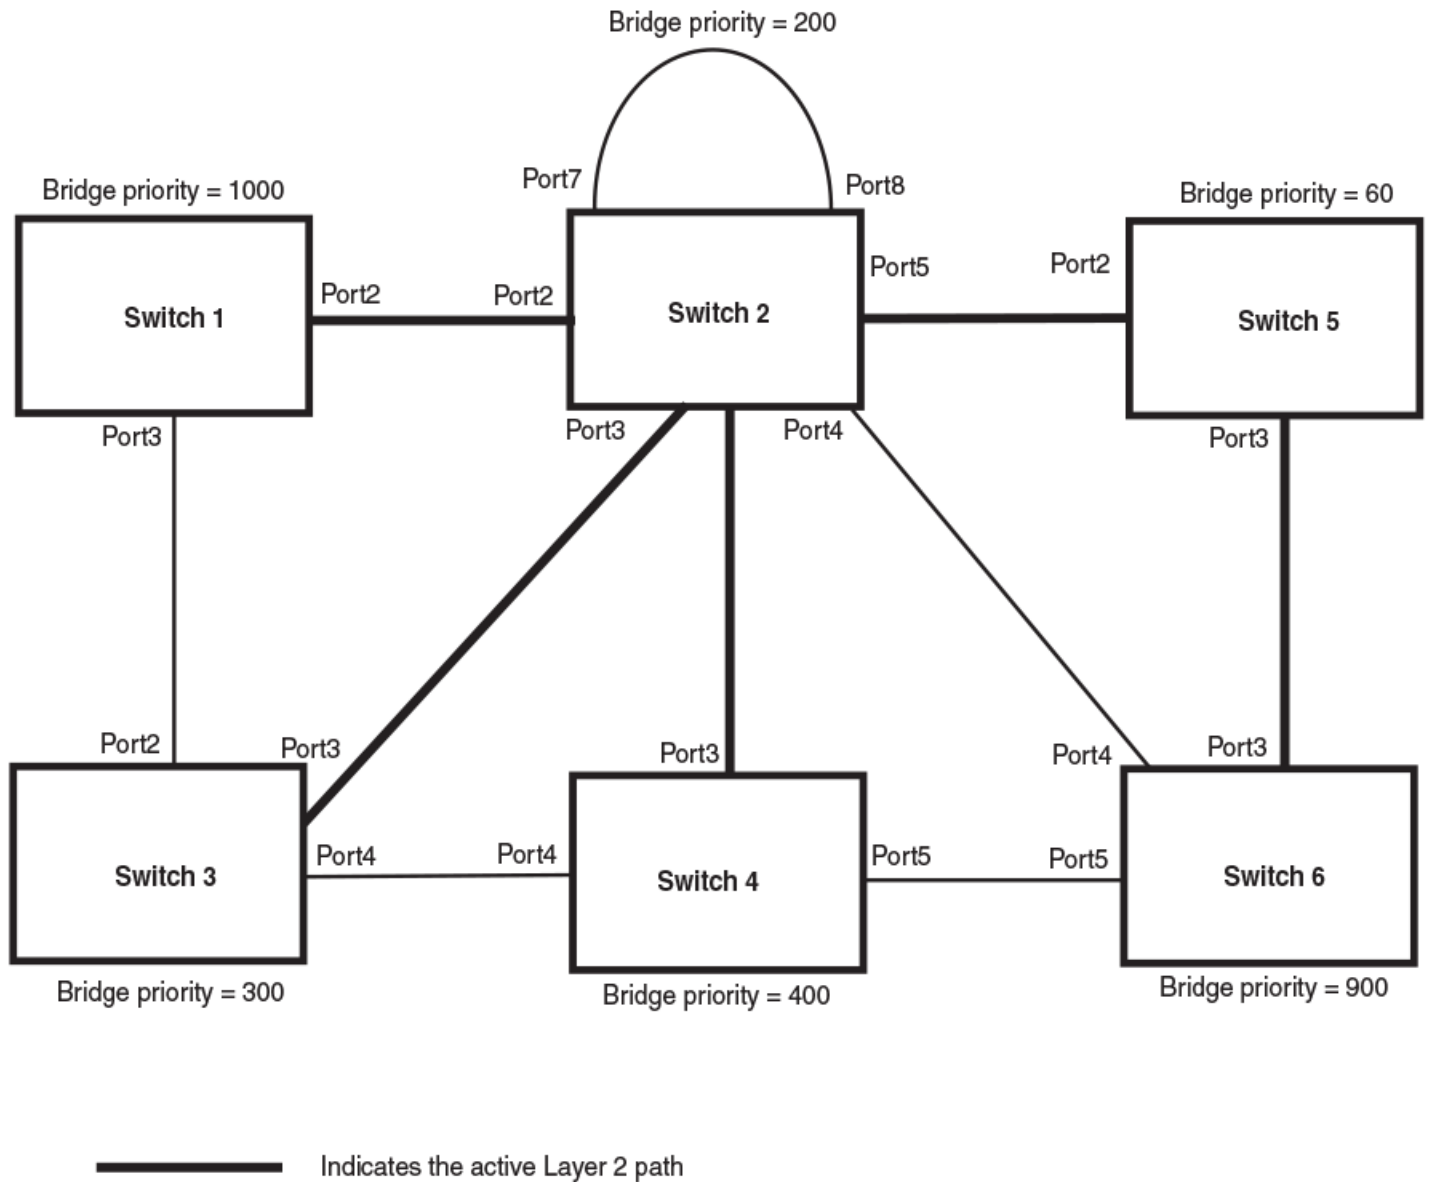 Bridge priority = 200
Port7
Port8
Bridge priority = 1000
Bridge priority = 60
Switch 1
Port2
Port2
Switch 2
Port5
Port2
Switch 5
Port3
Port3
Port4
Port3
Port2
Port3
Port3
Port4
Port3
Switch 3
Port4
Port4
Switch 4
Port5
Port5
Switch 6
Bridge priority = 300
Bridge priority = 400
Bridge priority = 900
Indicates the active Layer 2 path